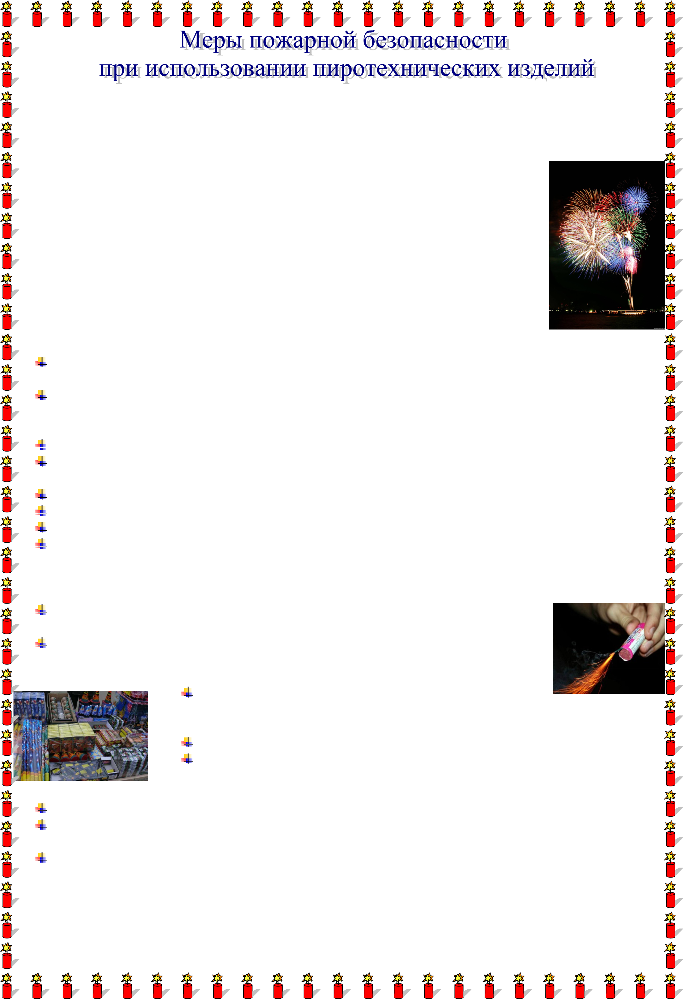 Меры пожарной безопасности
при использовании пиротехнических изделий